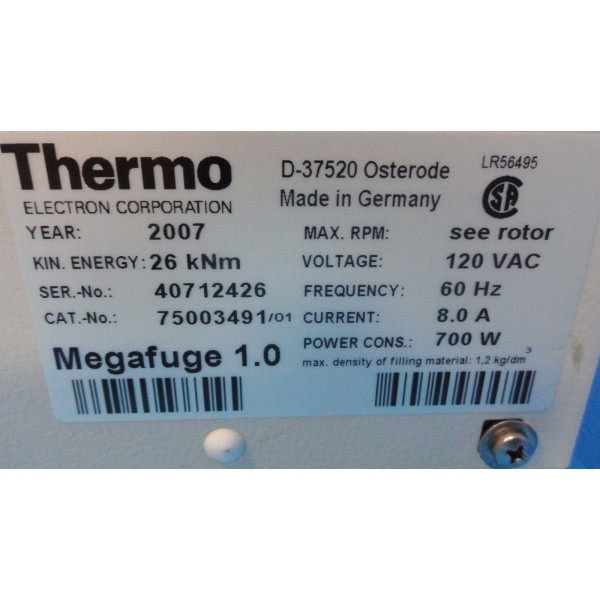 Thermo
ELECTRON CORPORATION
D-37520 Osterode
LR56495
Made in Germany
SA
YEAR: 2007
MAX. RPM: see rotor
KIN. ENERGY: 26 kNm
VOLTAGE: 120 VAC
SER.-No.: 40712426
FREQUENCY: 60 Hz
CAT.-No.: 75003491/01
CURRENT: 8.0 A
POWER CONS.: 700 W
Megafuge 1.0
max. density of filling material: 1,2 kg/dm³